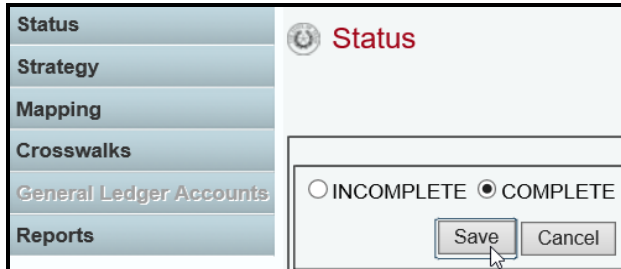 Status
Strategy
Mapping
Crosswalks
General Ledger Accounts
Reports
Status
INCOMPLETE COMPLETE
Save Cancel